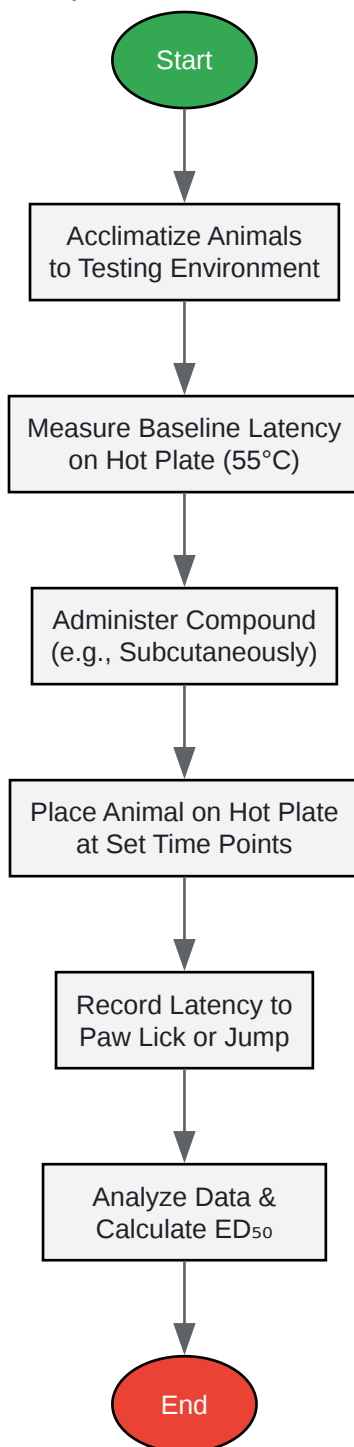 Start
Acclimatize Animals
to Testing Environment
Measure Baseline Latency
on Hot Plate (55°C)
Administer Compound
(e.g., Subcutaneously)
Place Animal on Hot Plate
at Set Time Points
Record Latency to
Paw Lick or Jump
Analyze Data &
Calculate ED₅₀
End